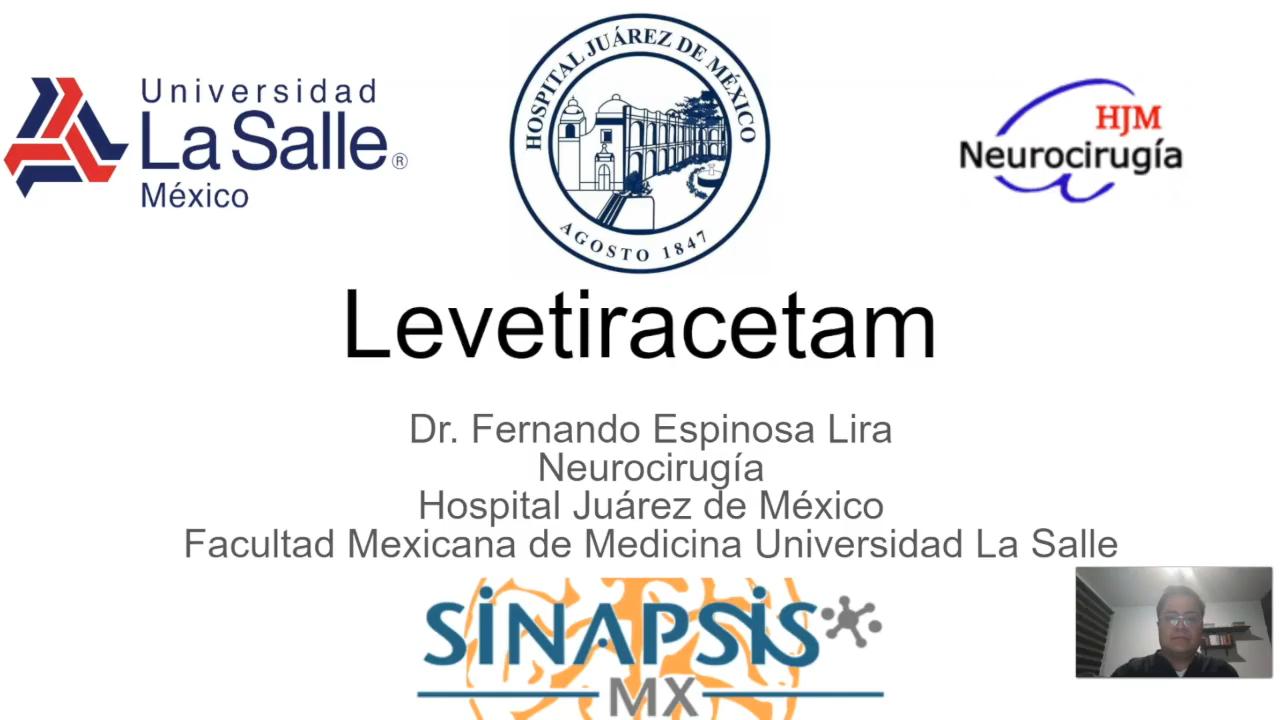 Universidad
La Salle ®
México
HOSPITAL JUÁREZ DE MÉXICO
AGOSTO 1847
HJM
Neurocirugía
Levetiracetam
Dr. Fernando Espinosa Lira
Neurocirugía
Hospital Juárez de México
Facultad Mexicana de Medicina Universidad La Salle
SINAPSIS
MX